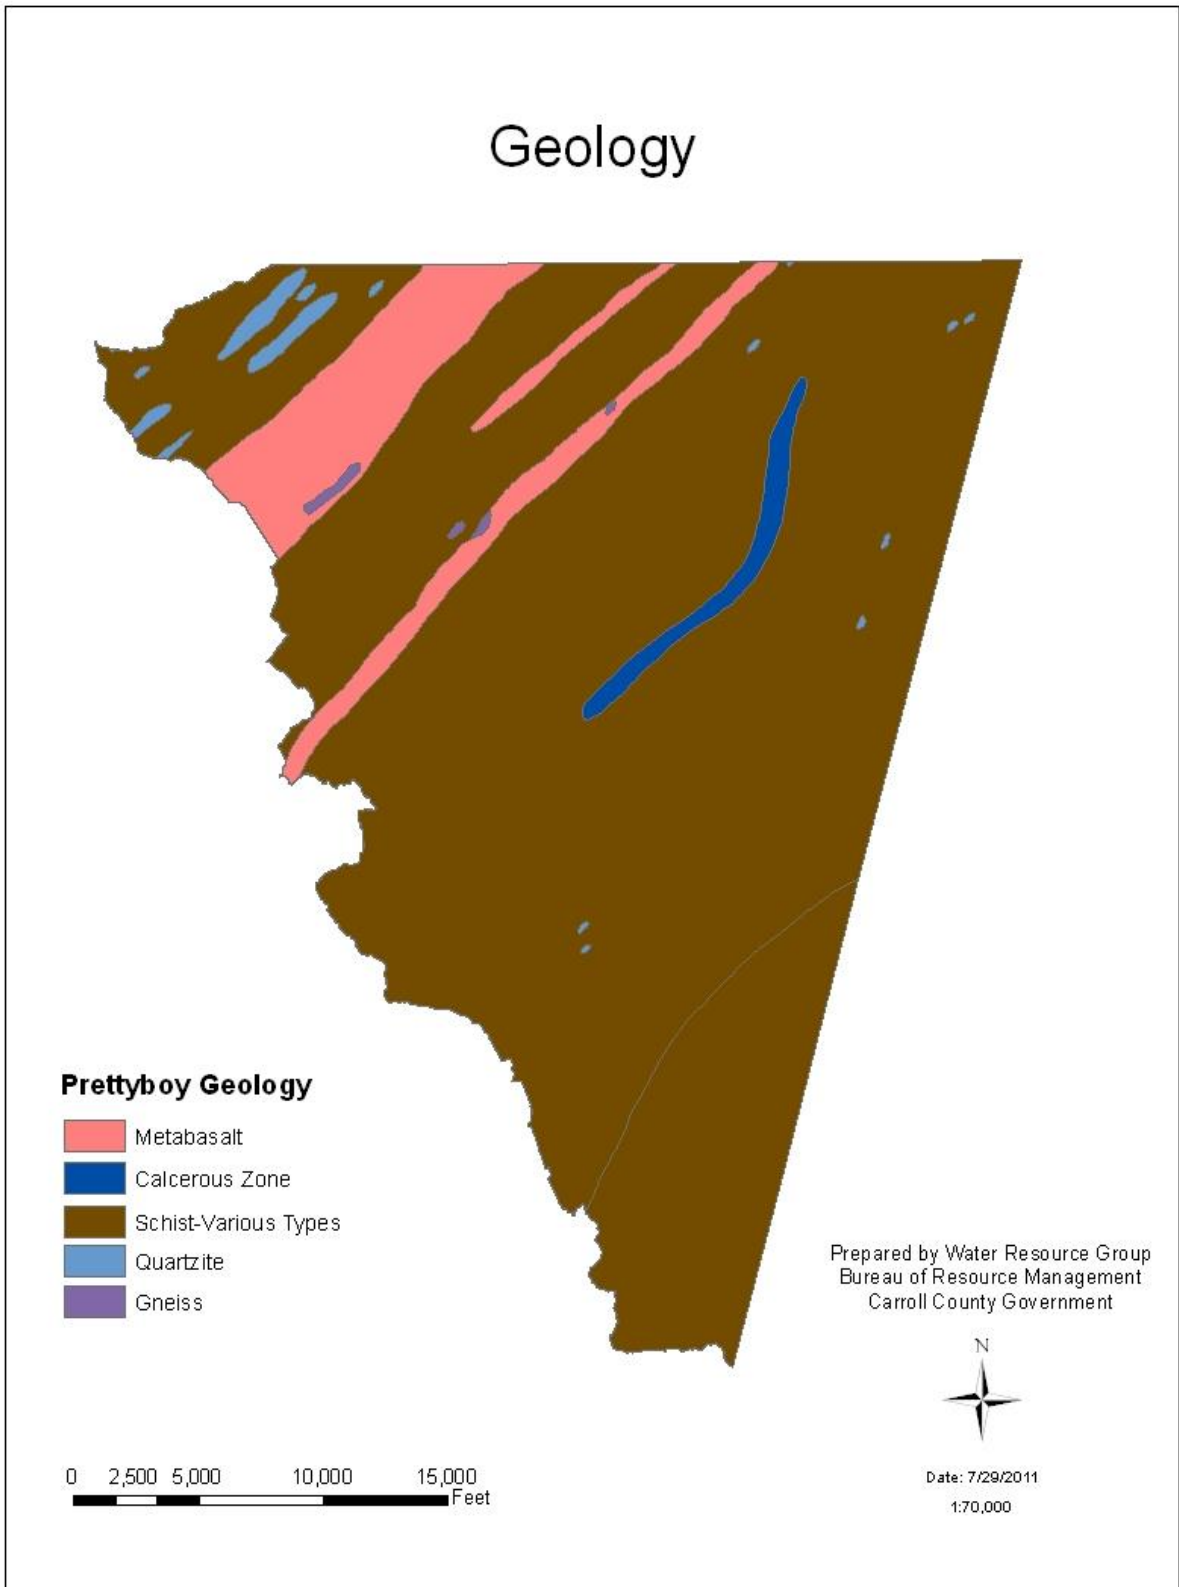 Geology
Prettyboy Geology
Metabasalt
Calcerous Zone
Schist-Various Types
Quartzite
Gneiss
Prepared by Water Resource Group
Bureau of Resource Management
Carroll County Government
N
0 2,500 5,000 10,000 15,000
Feet
Date: 7/29/2011
1:70,000